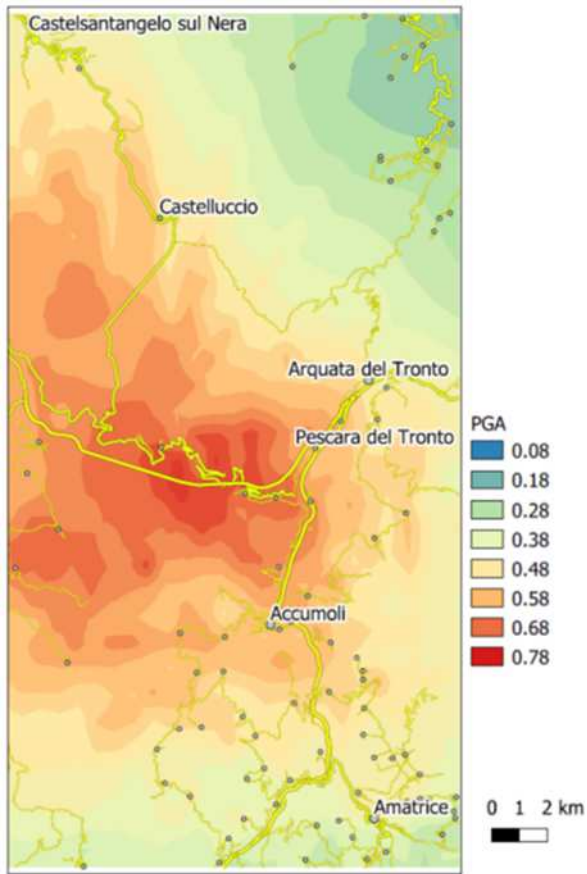 Castelsantangelo sul Nera
Castelluccio
Arquata del Tronto
Pescara del Tronto
Accumoli
Amatrice
PGA
0.08
0.18
0.28
0.38
0.48
0.58
0.68
0.78
0 1 2 km